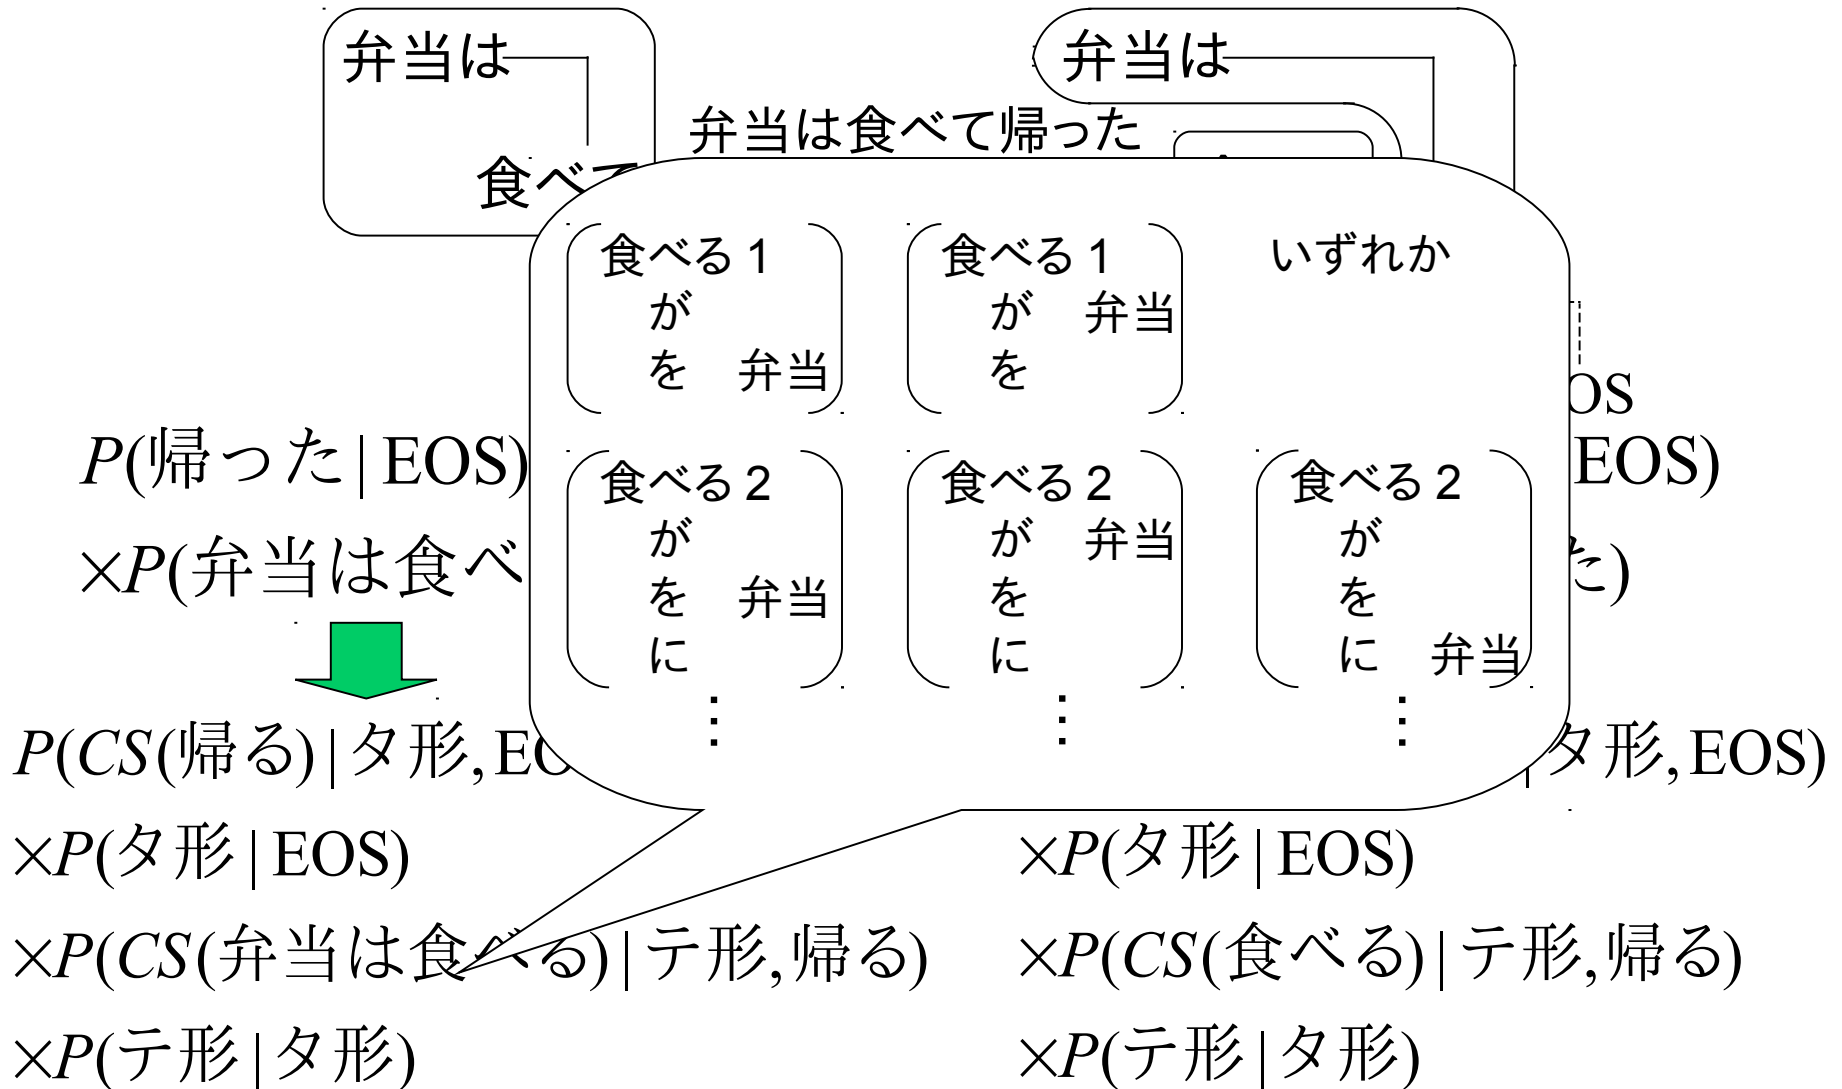 弁当は
食べて
弁当は食べて帰った
弁当は
食べる1
が
を 弁当
食べる1
が 弁当
を
いずれか
食べる2
が
を 弁当
に
⋮
食べる2
が 弁当
を
に
⋮
食べる2
が
を
に 弁当
⋮
P(帰った | EOS)
×P(弁当は食べ
P(CS(帰る) | タ形, EO
×P(タ形 | EOS)
×P(CS(弁当は食べる) | テ形, 帰る)
×P(テ形 | タ形)
OS
EOS)
た)
| タ形, EOS)
×P(タ形 | EOS)
×P(CS(食べる) | テ形, 帰る)
×P(テ形 | タ形)